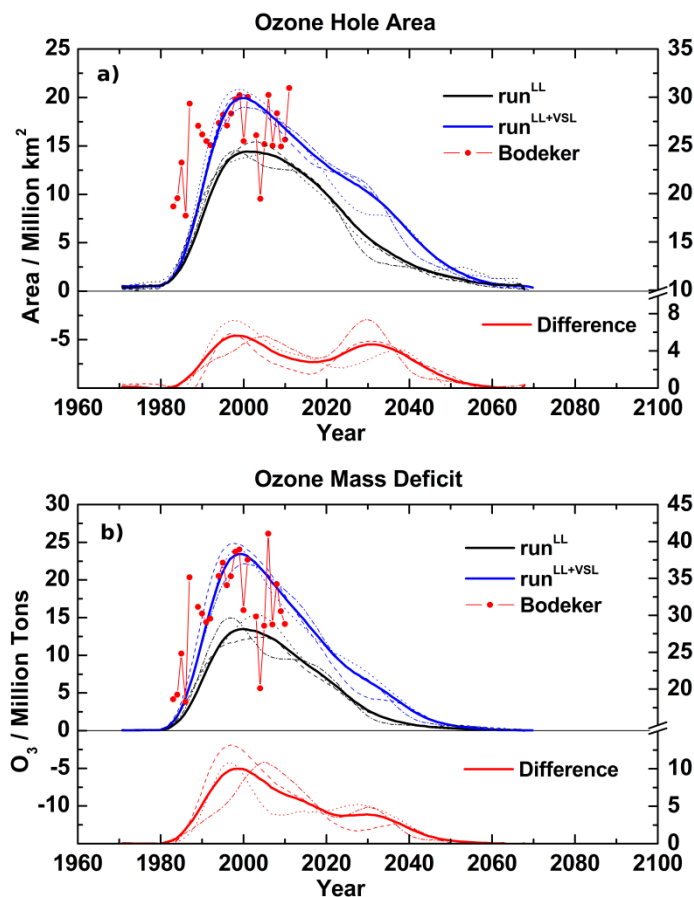 Ozone Hole Area
a)
25
20
15
10
5
0
-5
35
30
25
20
15
10
8
4
0
run^LL
run^LL+VSL
Bodeker
Difference
Area / Million km²
1960 1980 2000 2020 2040 2060 2080 2100
Year
Ozone Mass Deficit
b)
30
25
20
15
10
5
0
-5
-10
45
40
35
30
25
20
10
5
0
run^LL
run^LL+VSL
Bodeker
Difference
O₃ / Million Tons
1960 1980 2000 2020 2040 2060 2080 2100
Year